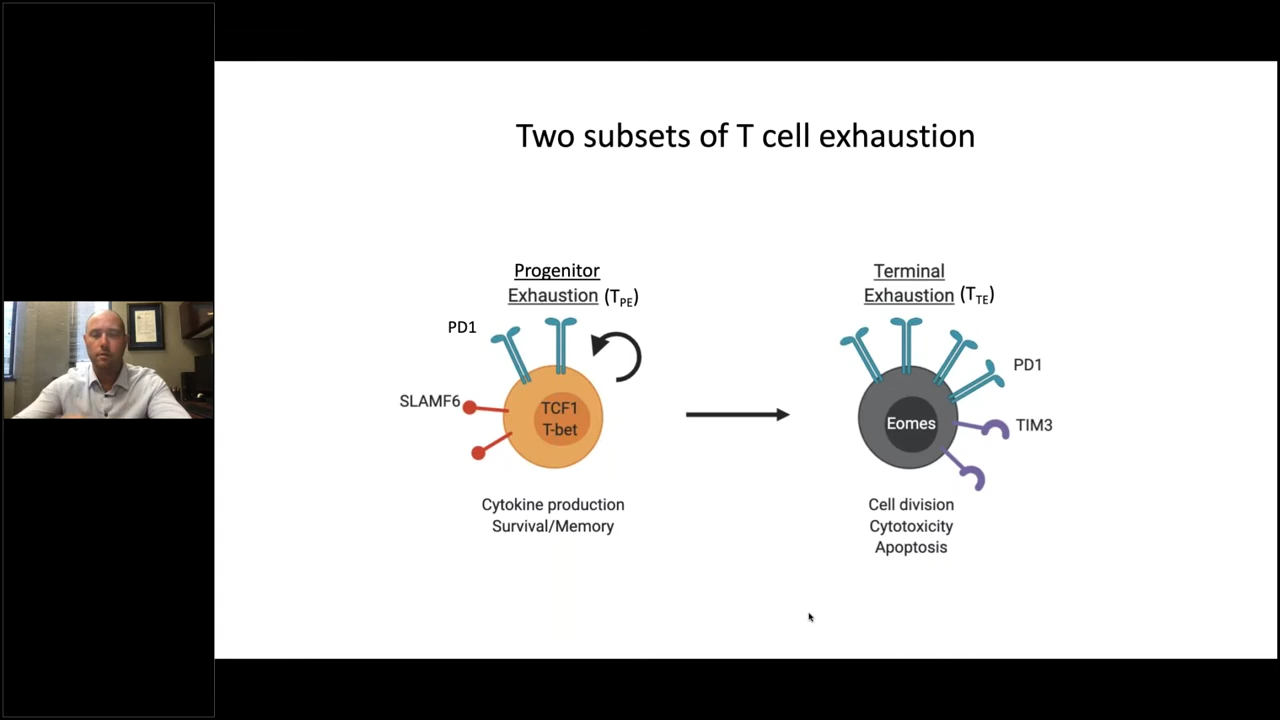 Two subsets of T cell exhaustion
Progenitor
Exhaustion (TPE)
PD1
SLAMF6
TCF1
T-bet
Cytokine production
Survival/Memory
Terminal
Exhaustion (TTE)
PD1
TIM3
Eomes
Cell division
Cytotoxicity
Apoptosis